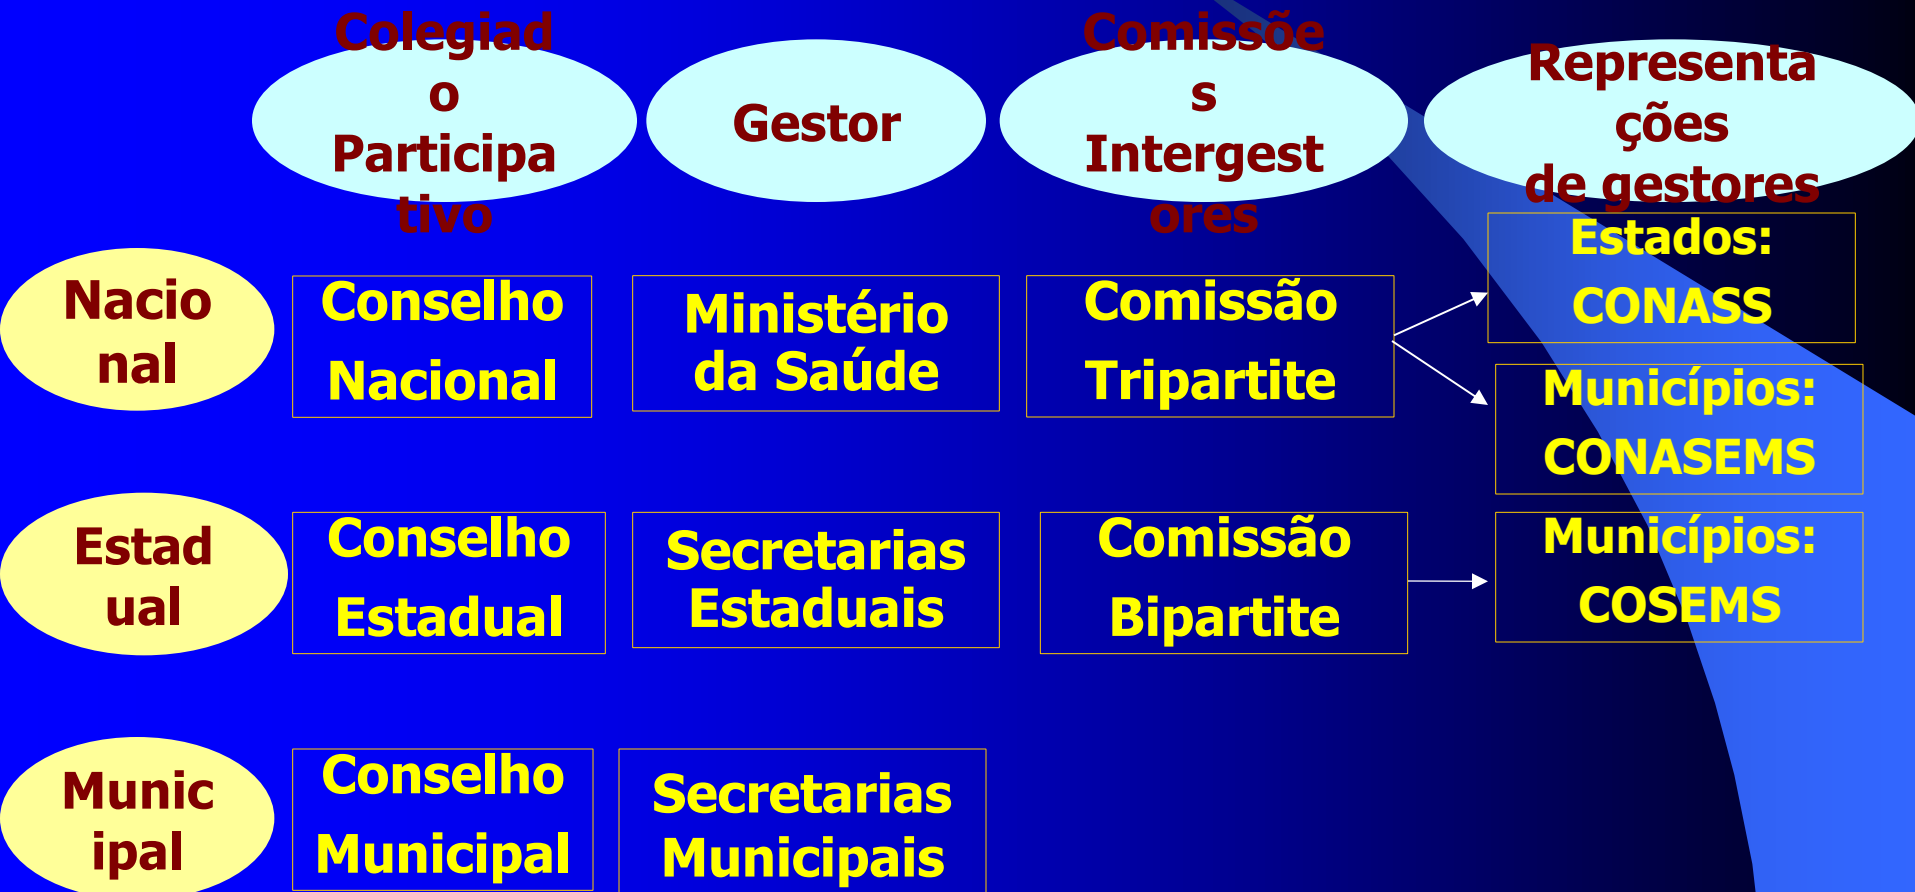 Colegiad
o
Participa
tivo
Gestor
Comissõe
s
Intergest
ores
Representa
ções
de gestores
Nacio
nal
Conselho
Nacional
Ministério
da Saúde
Comissão
Tripartite
Estados:
CONASS
Municípios:
CONASEMS
Estad
ual
Conselho
Estadual
Secretarias
Estaduais
Comissão
Bipartite
Municípios:
COSEMS
Munic
ipal
Conselho
Municipal
Secretarias
Municipais